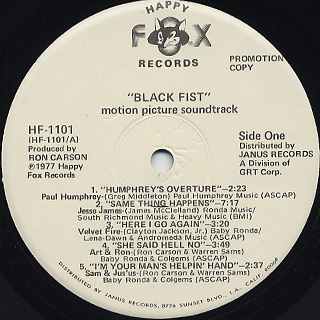 HAPPY
FOX
RECORDS
PROMOTION
COPY
"BLACK FIST"
motion picture soundtrack
HF-1101
(HF-1101/A)
Produced by
RON CARSON
℗1977 Happy
Fox Records
Side One
Distributed by
JANUS RECORDS
A Division of
GRT Corp.
1. "HUMPHREY'S OVERTURE"-2:23
Paul Humphrey-(Greg Middleton) Paul Humphrey Music (ASCAP)
2. "SAME THING HAPPENS"-7:17
Jesse James-(James McClelland) Ronda Music/
South Richmond Music & Heavy Music (BMI)
3. "HERE I GO AGAIN"-3:20
Velvet Fire-(Clayton Jackson, Jr.) Baby Ronda/
Lena-Dawn & Andromeda Music (ASCAP)
4. "SHE SAID HELL NO"-3:49
Art & Ron-(Ron Carson & Warren Sams)
Baby Ronda & Colgems (ASCAP)
5. "I'M YOUR MAN'S HELPIN' HAND"-2:37
Sam & Jus'us-(Ron Carson & Warren Sams)
Baby Ronda & Colgems (ASCAP)
DISTRIBUTED BY JANUS RECORDS, 8776 SUNSET BLVD., L.A., CALIF. 90069